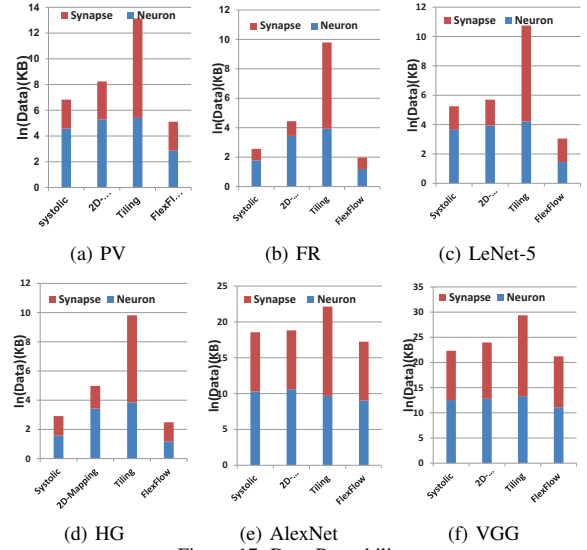 14
12
10
8
6
4
2
0
ln(Data)(KB)
Synapse Neuron
systolic
2D-...
Tiling
FlexFl...
(a) PV
12
10
8
6
4
2
0
ln(Data)(KB)
Synapse Neuron
Systolic
2D-...
Tiling
FlexFlow
(b) FR
12
10
8
6
4
2
0
ln(Data)(KB)
Synapse Neuron
Systolic
2D-...
Tiling
FlexFlow
(c) LeNet-5
12
10
8
6
4
2
0
ln(Data)(KB)
Synapse Neuron
Systolic
2D-Mapping
Tiling
FlexFlow
(d) HG
25
20
15
10
5
0
ln(Data)(KB)
Synapse Neuron
Systolic
2D-...
Tiling
FlexFlow
(e) AlexNet
35
30
25
20
15
10
5
0
ln(Data)(KB)
Synapse Neuron
Systolic
2D-...
Tiling
FlexFlow
(f) VGG